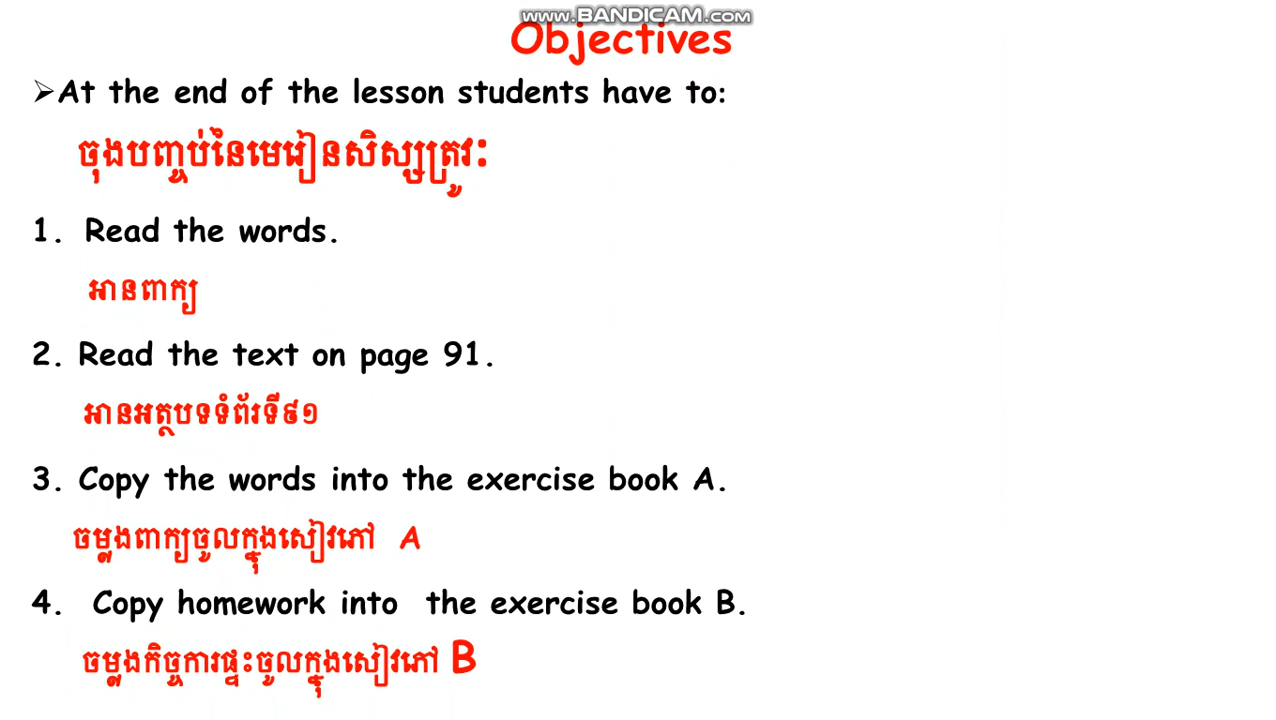 www.BANDICAM.com
Objectives
➢At the end of the lesson students have to:
ចុងបញ្ចប់នៃមេរៀនសិស្សត្រូវ:
1. Read the words.
អានពាក្យ
2. Read the text on page 91.
អានអត្ថបទទំព័រទី៩១
3. Copy the words into the exercise book A.
ចម្លងពាក្យចូលក្នុងសៀវភៅ A
4. Copy homework into the exercise book B.
ចម្លងកិច្ចការផ្ទះចូលក្នុងសៀវភៅ B